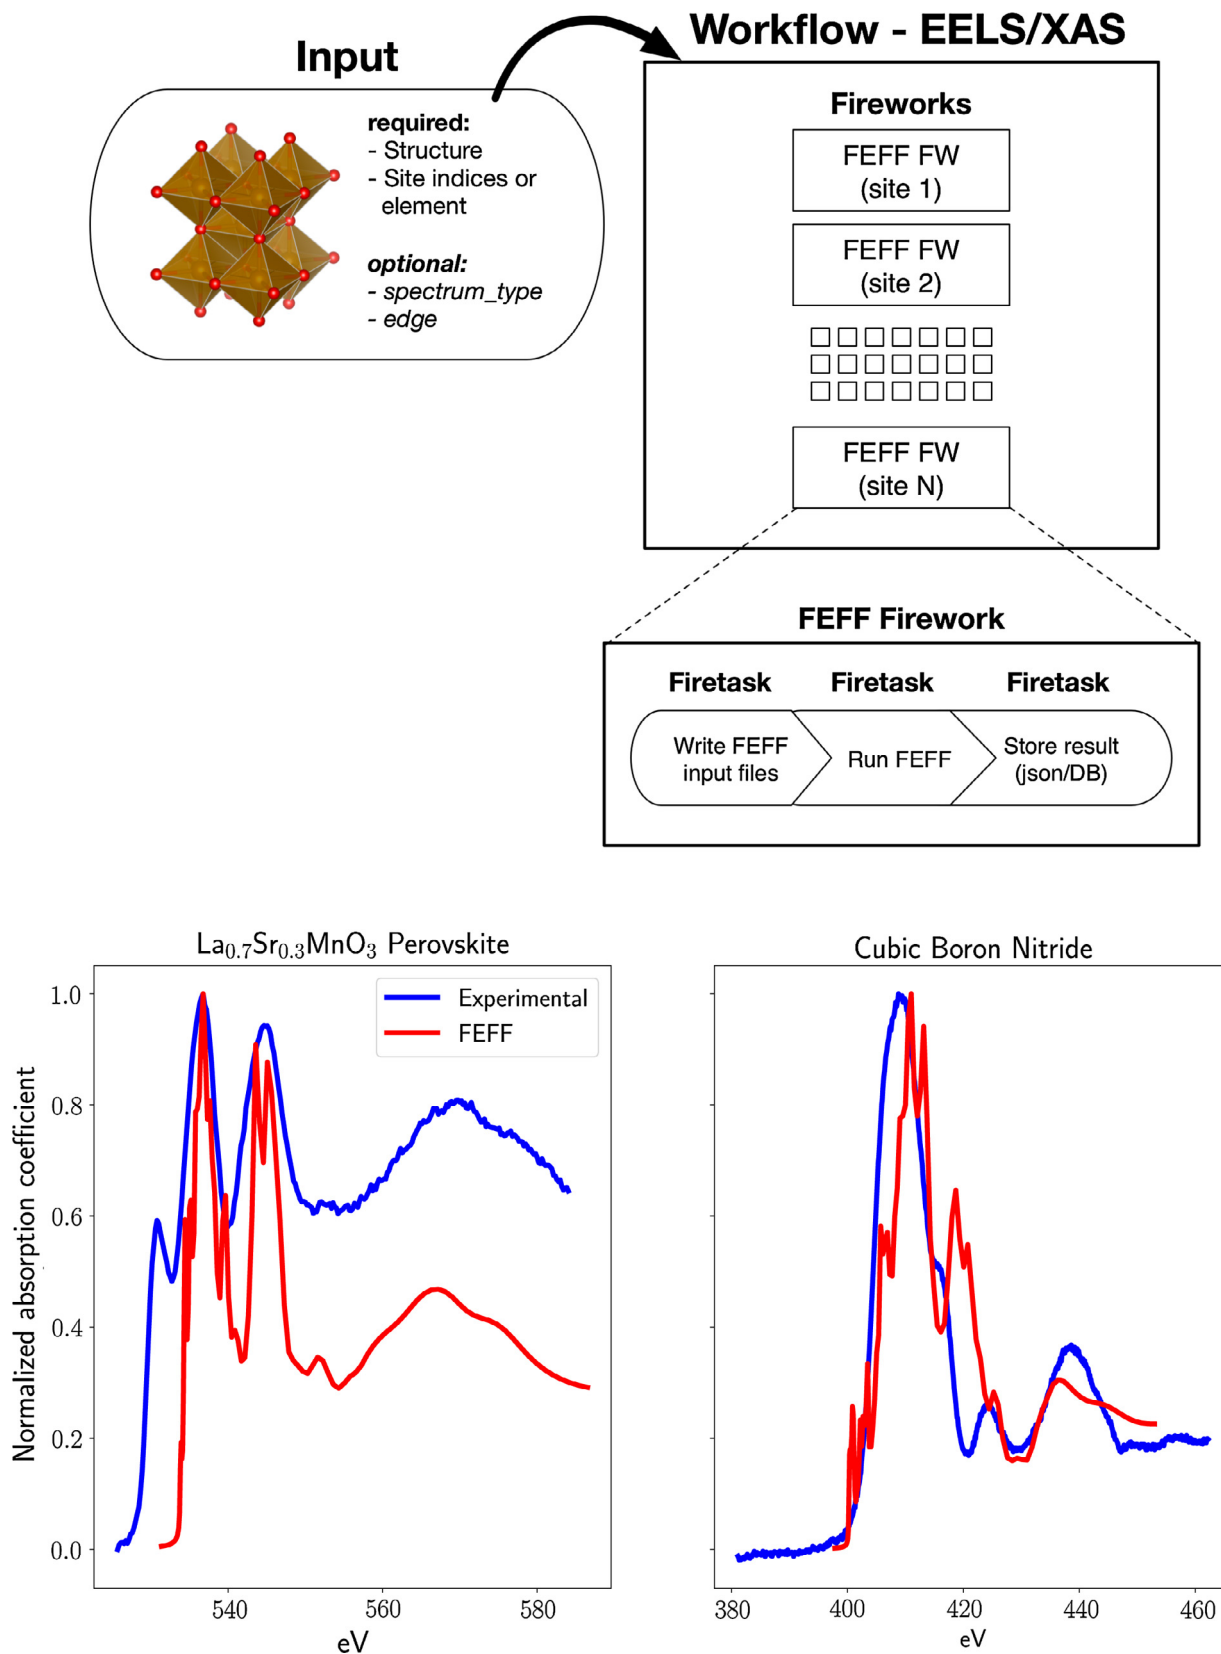 Input
Workflow - EELS/XAS
required:
- Structure
- Site indices or
element
optional:
- spectrum_type
- edge
Fireworks
FEFF FW
(site 1)
FEFF FW
(site 2)
FEFF FW
(site N)
FEFF Firework
Firetask
Firetask
Firetask
Write FEFF
input files
Run FEFF
Store result
(json/DB)
La₀.₇Sr₀.₃MnO₃ Perovskite
Cubic Boron Nitride
Experimental
FEFF
Normalized absorption coefficient
1.0
0.8
0.6
0.4
0.2
0.0
540
560
580
eV
380
400
420
440
460
eV